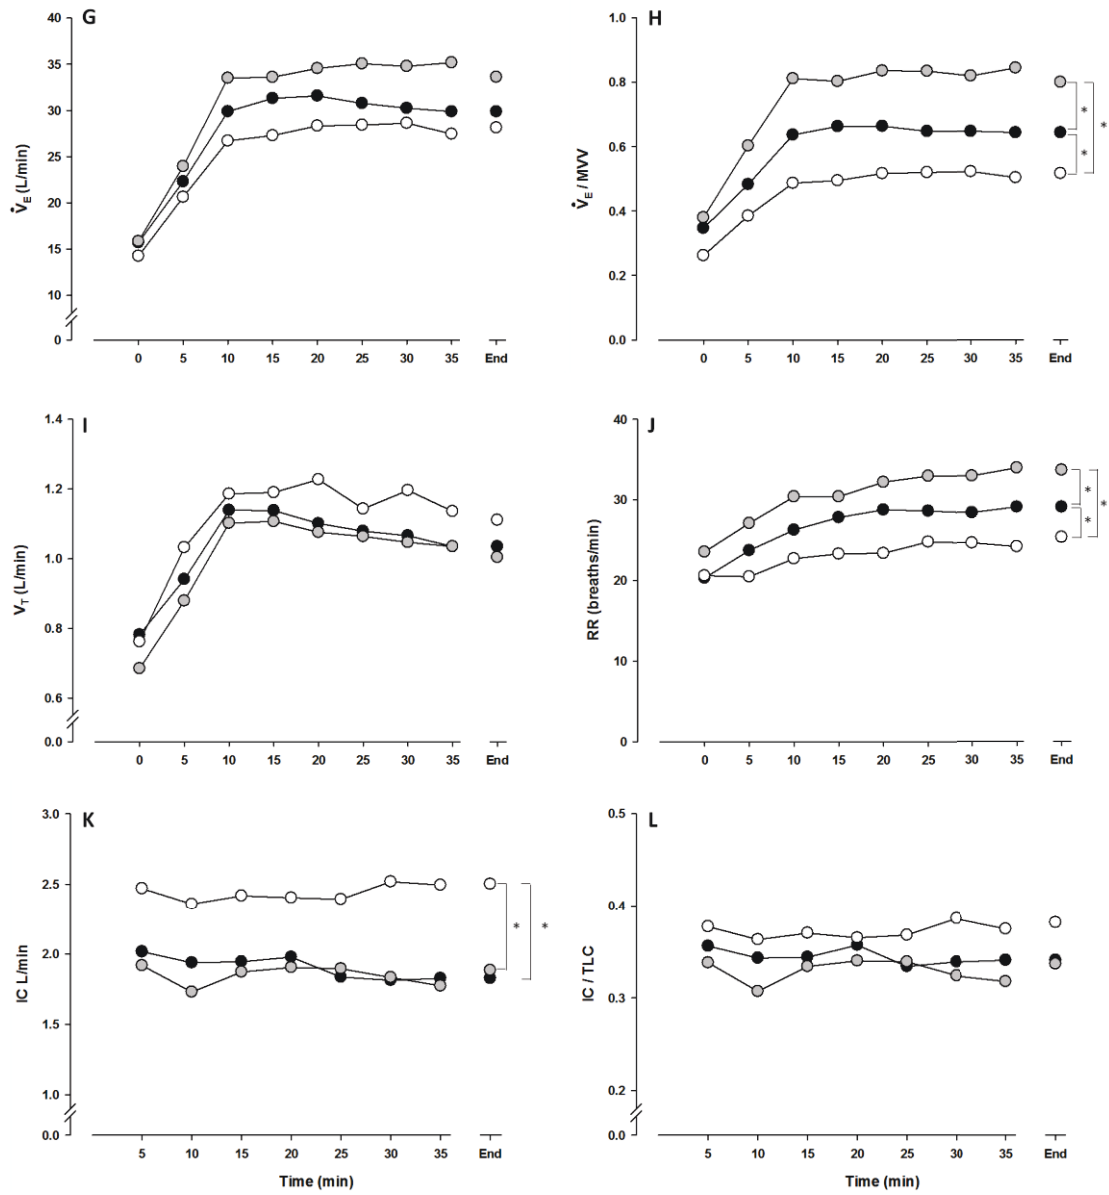 G
V̇E (L/min)
40
35
30
25
20
15
10
0
0 5 10 15 20 25 30 35 End
H
V̇E / MVV
1.0
0.8
0.6
0.4
0.2
0.0
* * *
0 5 10 15 20 25 30 35 End
I
VT (L/min)
1.4
1.2
1.0
0.8
0.6
0.0
0 5 10 15 20 25 30 35 End
J
RR (breaths/min)
40
30
20
10
0
* * *
0 5 10 15 20 25 30 35 End
K
IC L/min
3.0
2.5
2.0
1.5
1.0
0.0
* *
5 10 15 20 25 30 35 End
Time (min)
L
IC / TLC
0.5
0.4
0.3
0.2
0.0
5 10 15 20 25 30 35 End
Time (min)